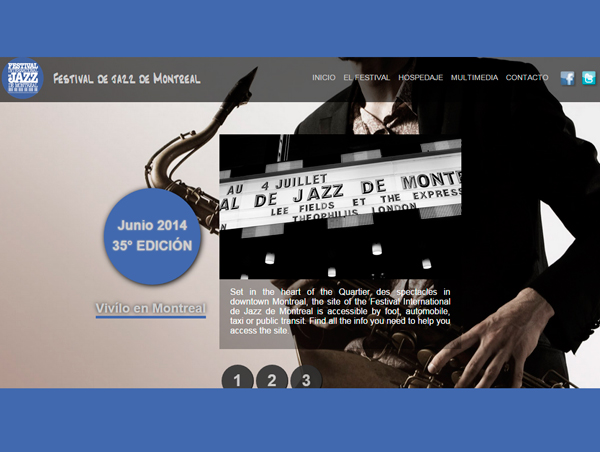 FESTIVAL
JAZZ
DE MONTREAL
FESTIVAL DE JAZZ DE MONTREAL
INICIO EL FESTIVAL HOSPEDAJE MULTIMEDIA CONTACTO
AU 4 JUILLET
AL DE JAZZ DE MONT
LEE FIELDS ET THE EXPRESS
THEOPHILUS LONDON
Junio 2014
35º EDICIÓN
Vivilo en Montreal
Set in the heart of the Quartier des spectacles in
downtown Montreal, the site of the Festival International
de Jazz de Montreal is accessible by foot, automobile,
taxi or public transit. Find all the info you need to help you
access the site.
1 2 3